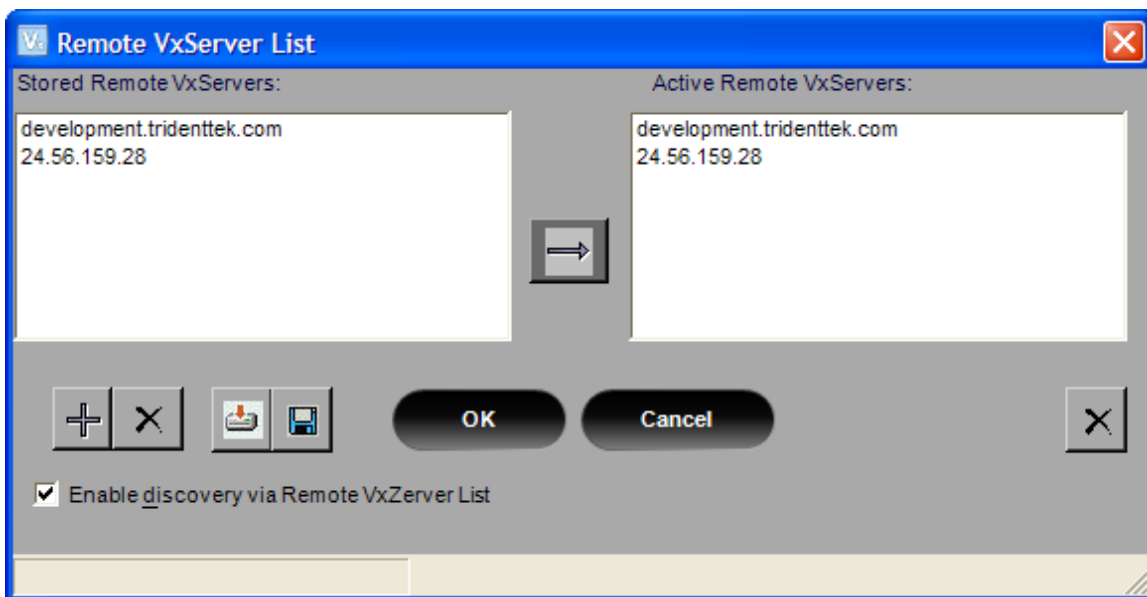 Remote VxServer List
Stored Remote VxServers:
Active Remote VxServers:
development.tridenttek.com
24.56.159.28
development.tridenttek.com
24.56.159.28
OK
Cancel
Enable discovery via Remote VxZerver List